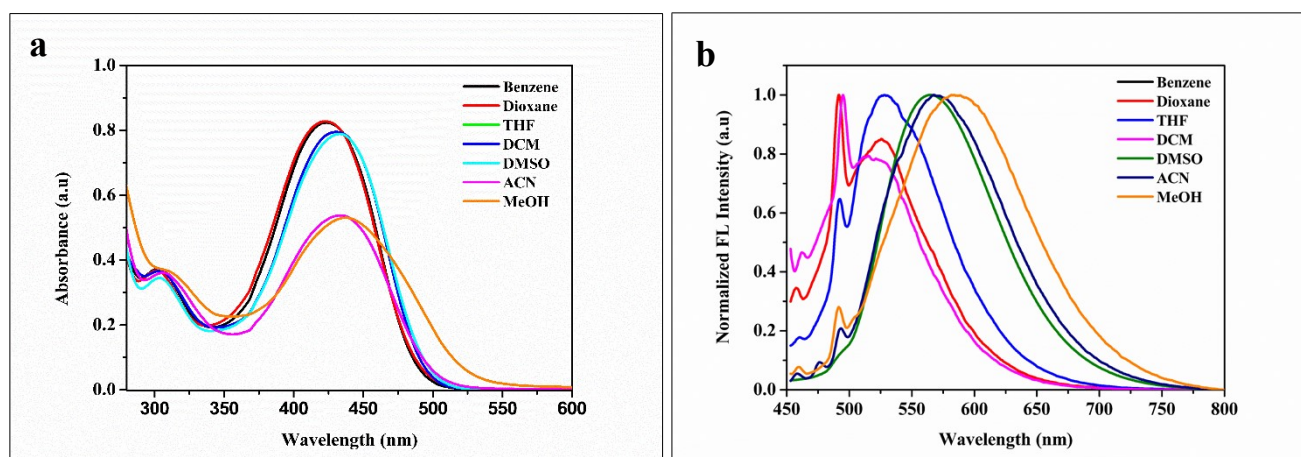 a
1.0
0.8
0.6
0.4
0.2
0.0
Absorbance (a.u)
300 350 400 450 500 550 600
Wavelength (nm)
Benzene
Dioxane
THF
DCM
DMSO
ACN
MeOH
b
1.0
0.8
0.6
0.4
0.2
0.0
Normalized FL Intensity (a.u)
450 500 550 600 650 700 750 800
Wavelength (nm)
Benzene
Dioxane
THF
DCM
DMSO
ACN
MeOH